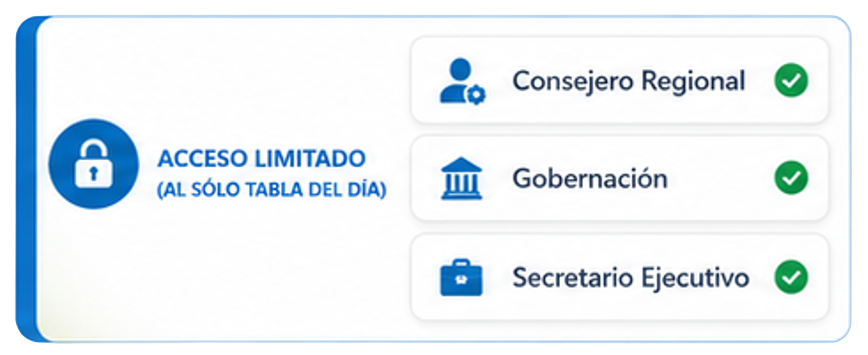 ACCESO LIMITADO
(AL SÓLO TABLA DEL DÍA)
Consejero Regional
Gobernación
Secretario Ejecutivo